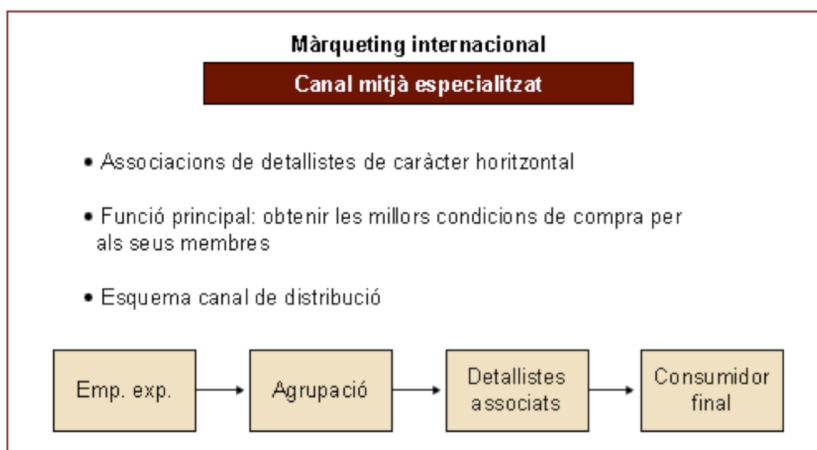 Màrqueting internacional
Canal mitjà especialitzat
• Associacions de detallistes de caràcter horitzontal
• Funció principal: obtenir les millors condicions de compra per
als seus membres
• Esquema canal de distribució
Emp. exp.
Agrupació
Detallistes
associats
Consumidor
final